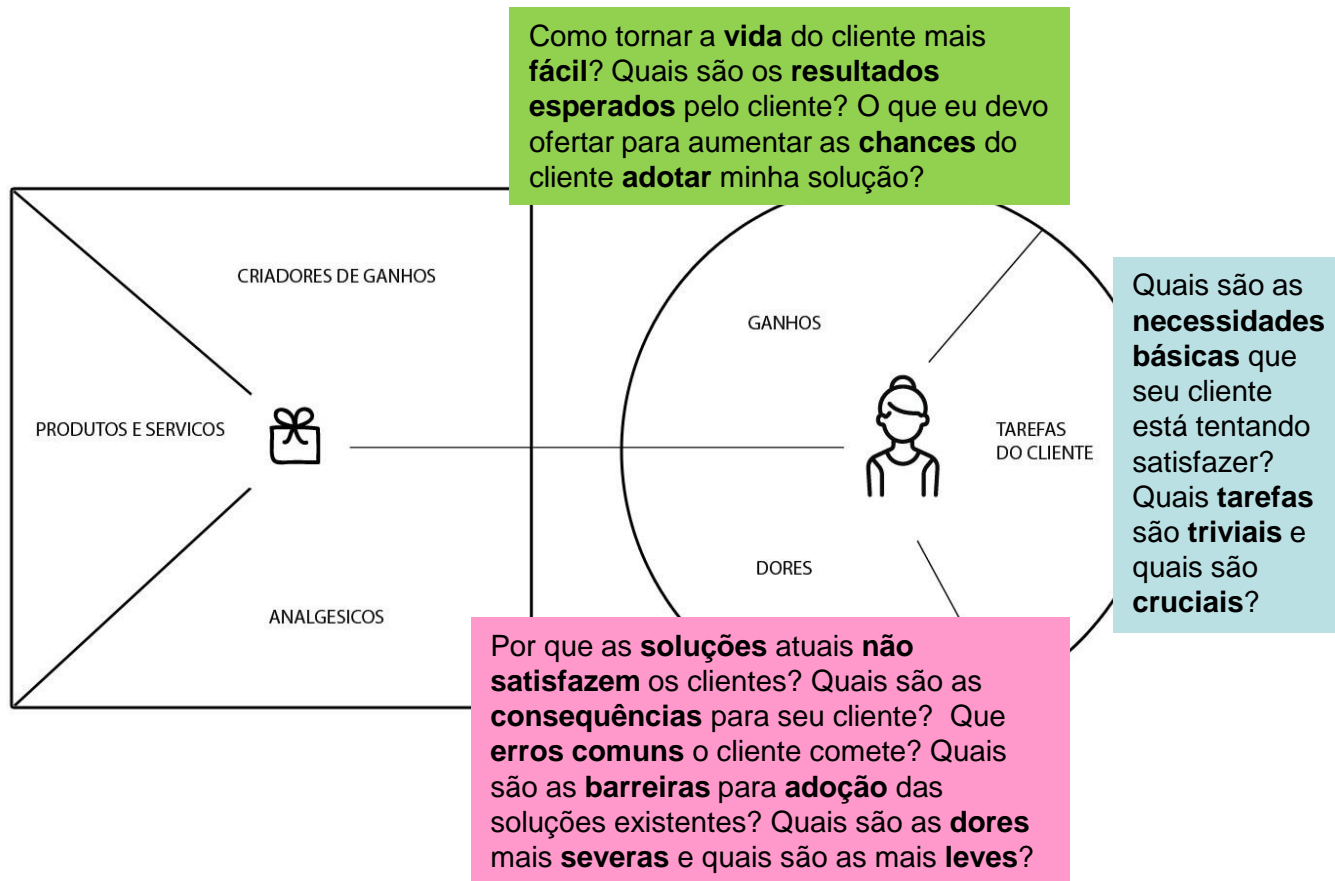 Como tornar a vida do cliente mais
fácil? Quais são os resultados
esperados pelo cliente? O que eu devo
ofertar para aumentar as chances do
cliente adotar minha solução?
CRIADORES DE GANHOS
GANHOS
PRODUTOS E SERVICOS
TAREFAS
DO CLIENTE
Quais são as
necessidades
básicas que
seu cliente
está tentando
satisfazer?
Quais tarefas
são triviais e
quais são
cruciais?
DORES
ANALGESICOS
Por que as soluções atuais não
satisfazem os clientes? Quais são as
consequências para seu cliente?  Que
erros comuns o cliente comete? Quais
são as barreiras para adoção das
soluções existentes? Quais são as dores
mais severas e quais são as mais leves?